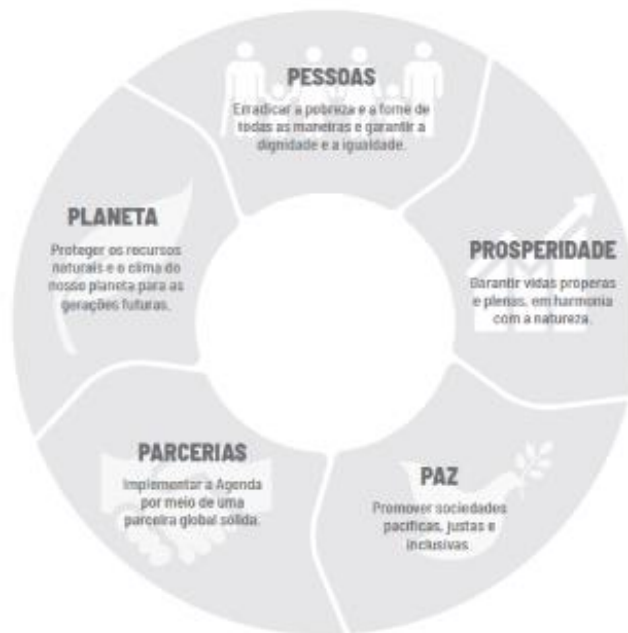 PESSOAS
Erradicar a pobreza e a fome de
todas as maneiras e garantir a
dignidade e a igualdade.
PLANETA
Proteger os recursos
naturais e o clima do
nosso planeta para as
gerações futuras.
PROSPERIDADE
Garantir vidas properas
e plenas, em harmonia
com a natureza.
PARCERIAS
Implementar a Agenda
por meio de uma
parceira global sólida.
PAZ
Promover sociedades
pacíficas, justas e
inclusivas